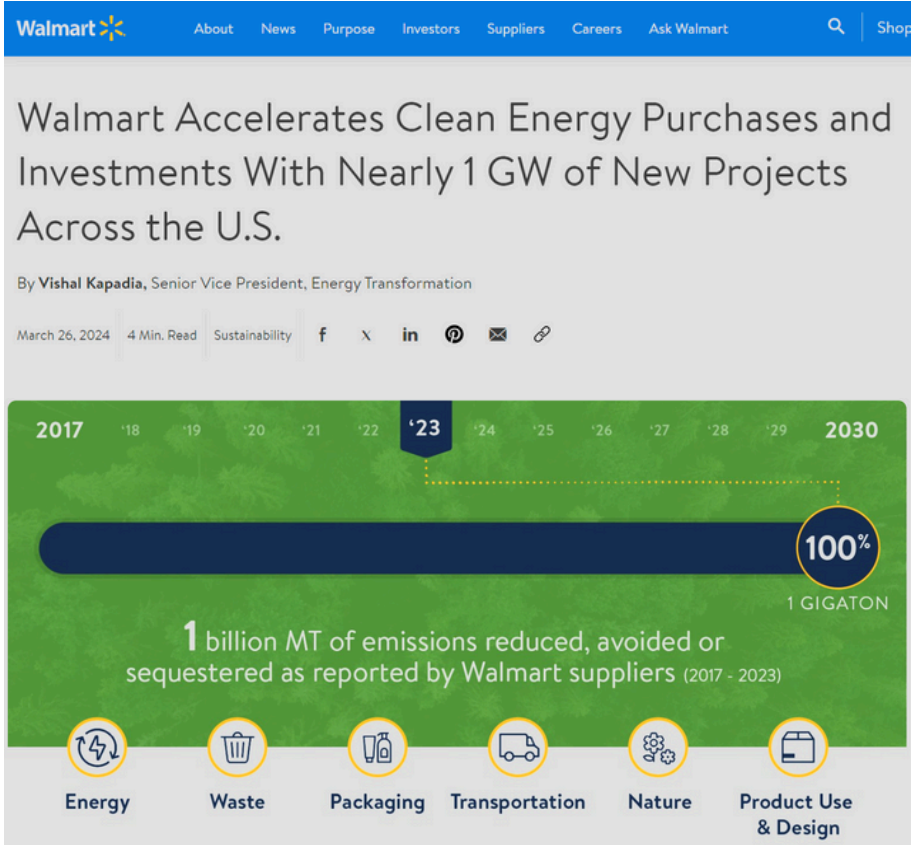 Walmart About News Purpose Investors Suppliers Careers Ask Walmart Shop
Walmart Accelerates Clean Energy Purchases and
Investments With Nearly 1 GW of New Projects
Across the U.S.
By Vishal Kapadia, Senior Vice President, Energy Transformation
March 26, 2024 4 Min. Read Sustainability f X in
2017 '18 '19 '20 '21 '22 '23 '24 '25 '26 '27 '28 '29 2030
100%
1 GIGATON
1 billion MT of emissions reduced, avoided or
sequestered as reported by Walmart suppliers (2017 - 2023)
Energy Waste Packaging Transportation Nature Product Use
& Design